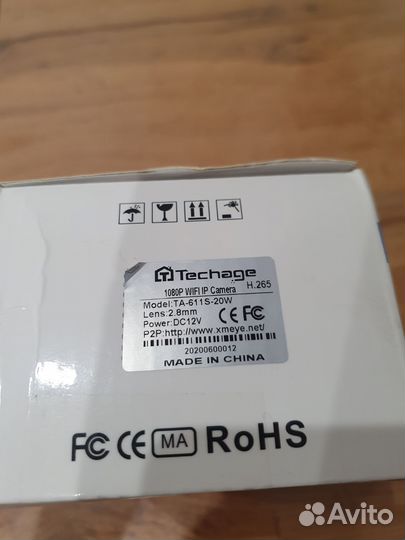 Techage
1080P WIFI IP Camera H.265
Model:TA-611S-20W
Lens:2.8mm CE FC
Power:DC12V
P2P:http://www.xmeye.net/
20200600012
MADE IN CHINA
FC CE MA RoHS
Avito